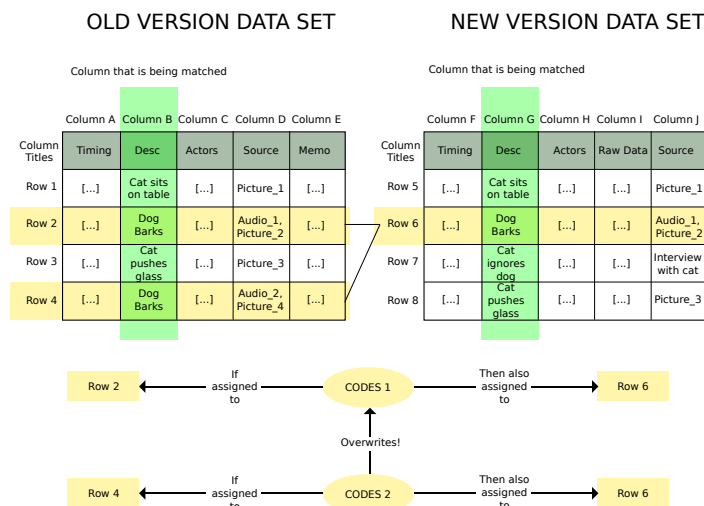 OLD VERSION DATA SET NEW VERSION DATA SET
Column that is being matched Column that is being matched
Column A Column B Column C Column D Column E Column F Column G Column H Column I Column J
Column Titles Timing Desc Actors Source Memo Column Titles Timing Desc Actors Raw Data Source
Row 1 [...] Cat sits on table [...] Picture_1 [...] Row 5 [...] Cat sits on table [...] [...] Picture_1
Row 2 [...] Dog Barks [...] Audio_1, Picture_2 [...] Row 6 [...] Dog Barks [...] [...] Audio_1, Picture_2
Row 3 [...] Cat pushes glass [...] Picture_3 [...] Row 7 [...] Cat ignores dog [...] [...] Interview with cat
Row 4 [...] Dog Barks [...] Audio_2, Picture_4 [...] Row 8 [...] Cat pushes glass [...] [...] Picture_3
Row 2 If assigned to CODES 1 Then also assigned to Row 6
Overwrites!
Row 4 If assigned to CODES 2 Then also assigned to Row 6